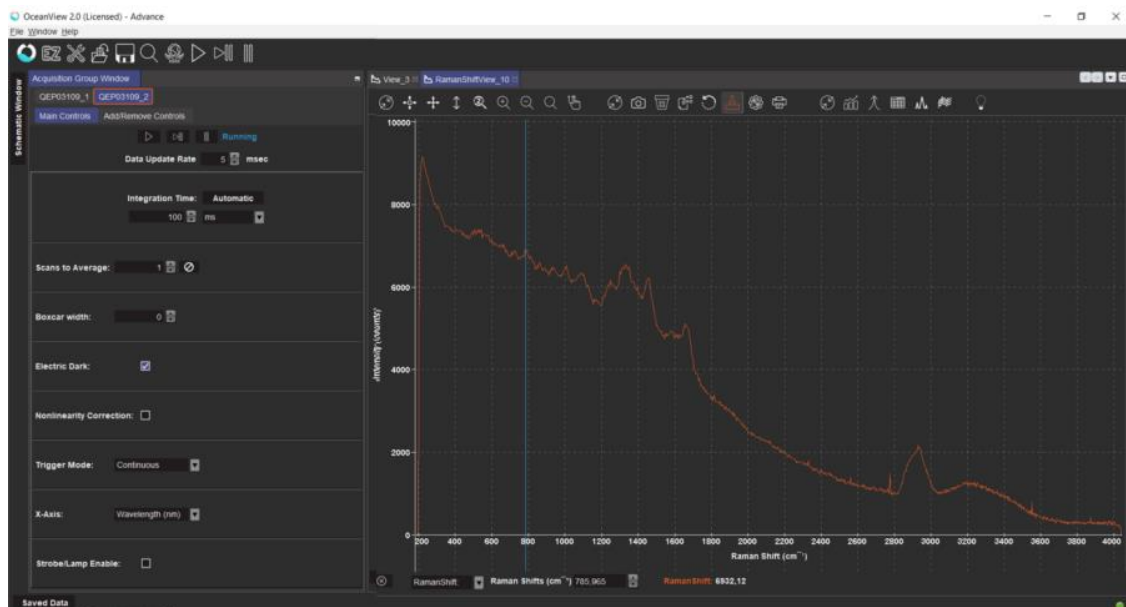 OceanView 2.0 (Licensed) - Advance
File Window Help
EZ
Schematic Window
Acquisition Group Window
QEP03109_1 QEP03109_2
Main Controls Add/Remove Controls
Running
Data Update Rate 5 msec
Integration Time: Automatic
100 ms
Scans to Average: 1
Boxcar width: 0
Electric Dark:
Nonlinearity Correction:
Trigger Mode: Continuous
X-Axis: Wavelength (nm)
Strobe/Lamp Enable:
Saved Data
View_3 RamanShiftView_10
10000
8000
6000
4000
2000
0
Intensity (counts)
200 400 600 800 1000 1200 1400 1600 1800 2000 2200 2400 2600 2800 3000 3200 3400 3600 3800 4000
Raman Shift (cm⁻¹)
RamanShift: Raman Shifts (cm⁻¹) 785,965 RamanShift: 6932,12